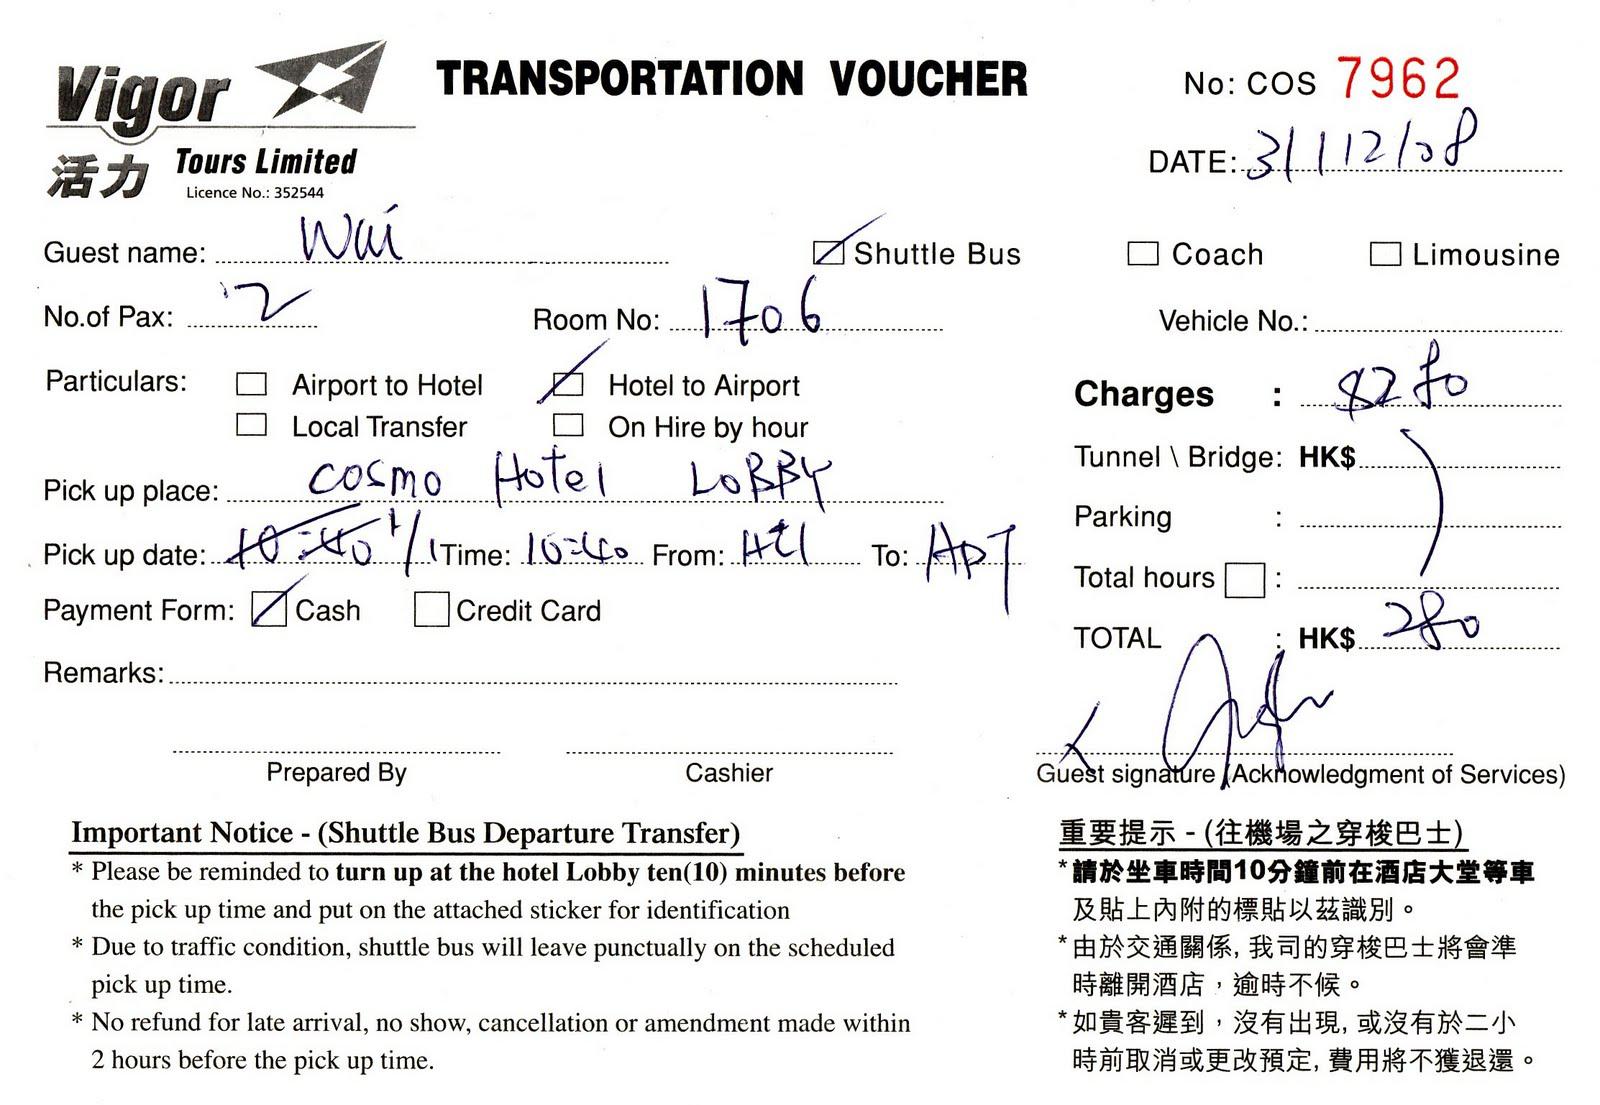 Vigor
活力 Tours Limited
Licence No.: 352544
TRANSPORTATION VOUCHER
No: COS 7962
DATE: 31/12/08
Guest name: Wai
Shuttle Bus Coach Limousine
No.of Pax: 2 Room No: 1706 Vehicle No.:
Particulars: Airport to Hotel Hotel to Airport
Local Transfer On Hire by hour
Charges : $280
Tunnel \ Bridge: HK$
Pick up place: COSMO HOTEl LOBBY
Parking :
Pick up date: 10:40 1/1 Time: 10:40 From: Htl To: APT
Total hours :
Payment Form: Cash Credit Card
TOTAL : HK$ 280
Remarks:
Prepared By Cashier Guest signature (Acknowledgment of Services)
Important Notice - (Shuttle Bus Departure Transfer)
* Please be reminded to turn up at the hotel Lobby ten(10) minutes before
the pick up time and put on the attached sticker for identification
* Due to traffic condition, shuttle bus will leave punctually on the scheduled
pick up time.
* No refund for late arrival, no show, cancellation or amendment made within
2 hours before the pick up time.
重要提示 - (往機場之穿梭巴士)
*請於坐車時間10分鐘前在酒店大堂等車
及貼上內附的標貼以茲識別。
*由於交通關係, 我司的穿梭巴士將會準
時離開酒店，逾時不候。
*如貴客遲到，沒有出現, 或沒有於二小
時前取消或更改預定, 費用將不獲退還。